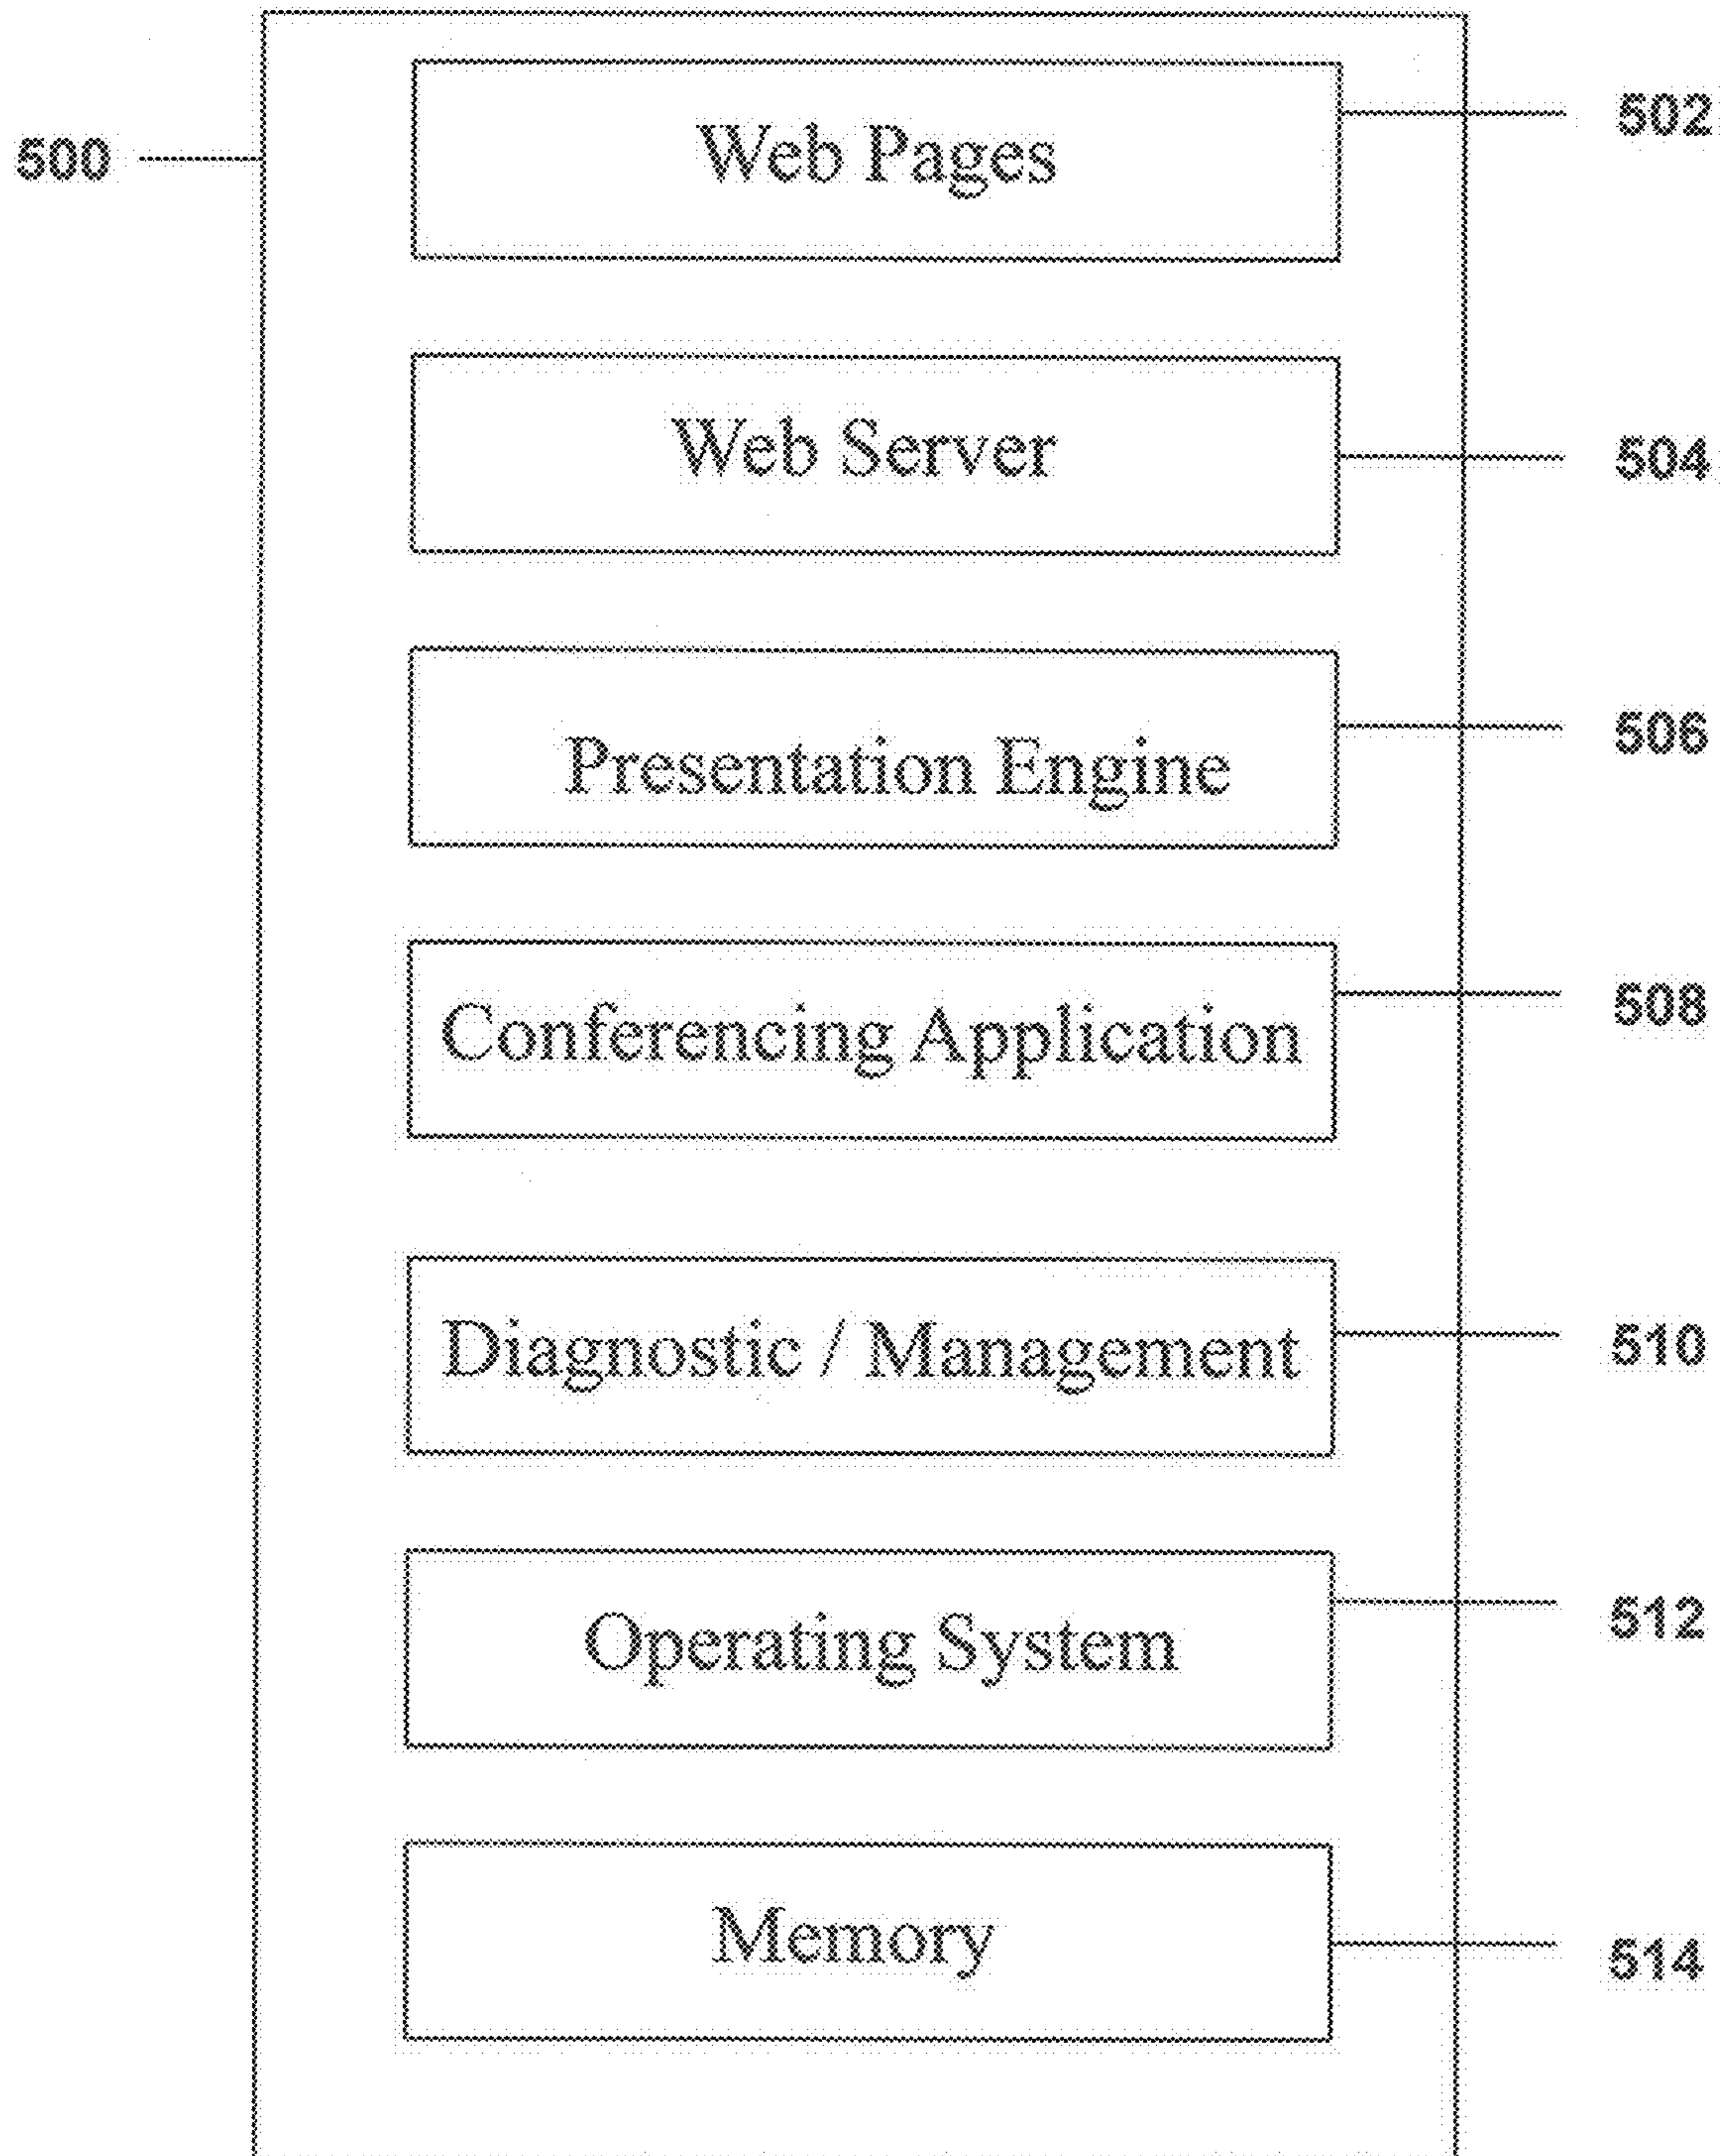 502
500
Web Pages
Web Server
504
506
Presentation Engine
508
Conferencing Application
510
Diagnostic / Management
512
Operating System
Memory
514